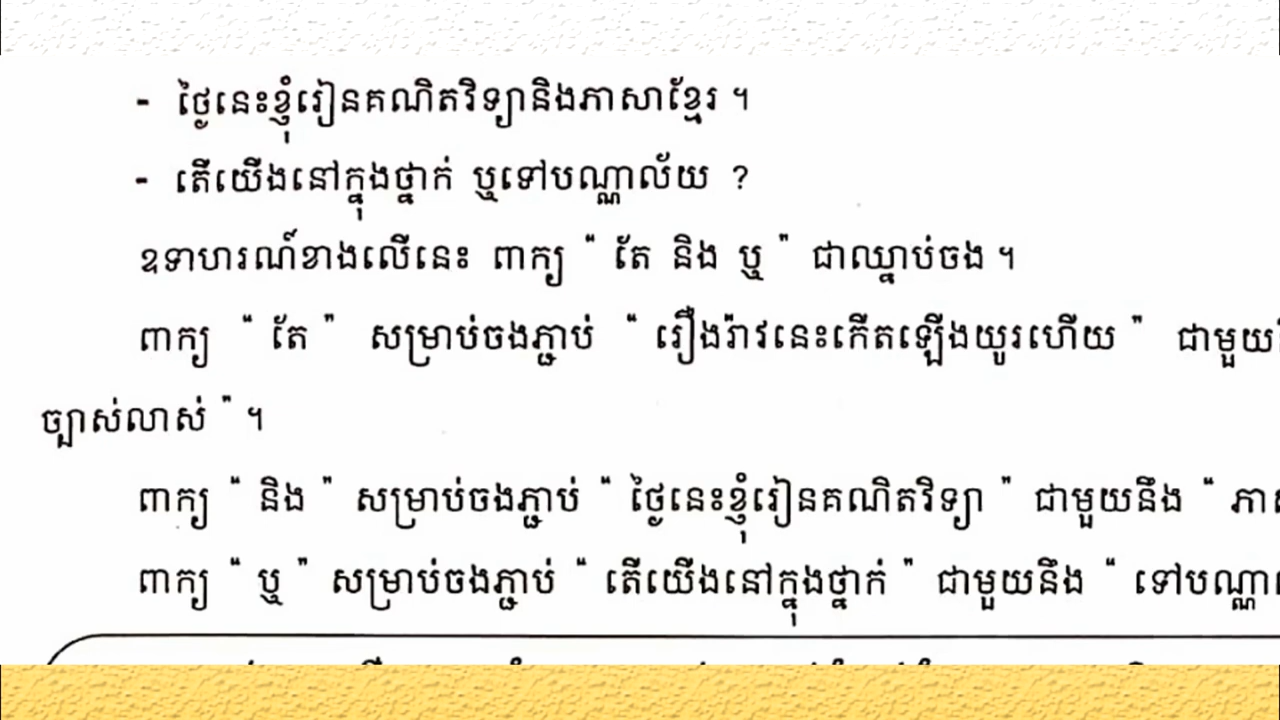 - ថ្ងៃនេះខ្ញុំរៀនគណិតវិទ្យានិងភាសាខ្មែរ ។
- តើយើងនៅក្នុងថ្នាក់ ឬទៅបណ្ណាល័យ ?
ឧទាហរណ៍ខាងលើនេះ ពាក្យ “ តែ និង ឬ ” ជាឈ្នាប់ចង ។
ពាក្យ “ តែ ” សម្រាប់ចងភ្ជាប់ “ រឿងរ៉ាវនេះកើតឡើងយូរហើយ ” ជាមួយ
ច្បាស់លាស់ ” ។
ពាក្យ “ និង ” សម្រាប់ចងភ្ជាប់ “ ថ្ងៃនេះខ្ញុំរៀនគណិតវិទ្យា ” ជាមួយនឹង “
ពាក្យ “ ឬ ” សម្រាប់ចងភ្ជាប់ “ តើយើងនៅក្នុងថ្នាក់ ” ជាមួយនឹង “ ទៅបណ្ណា